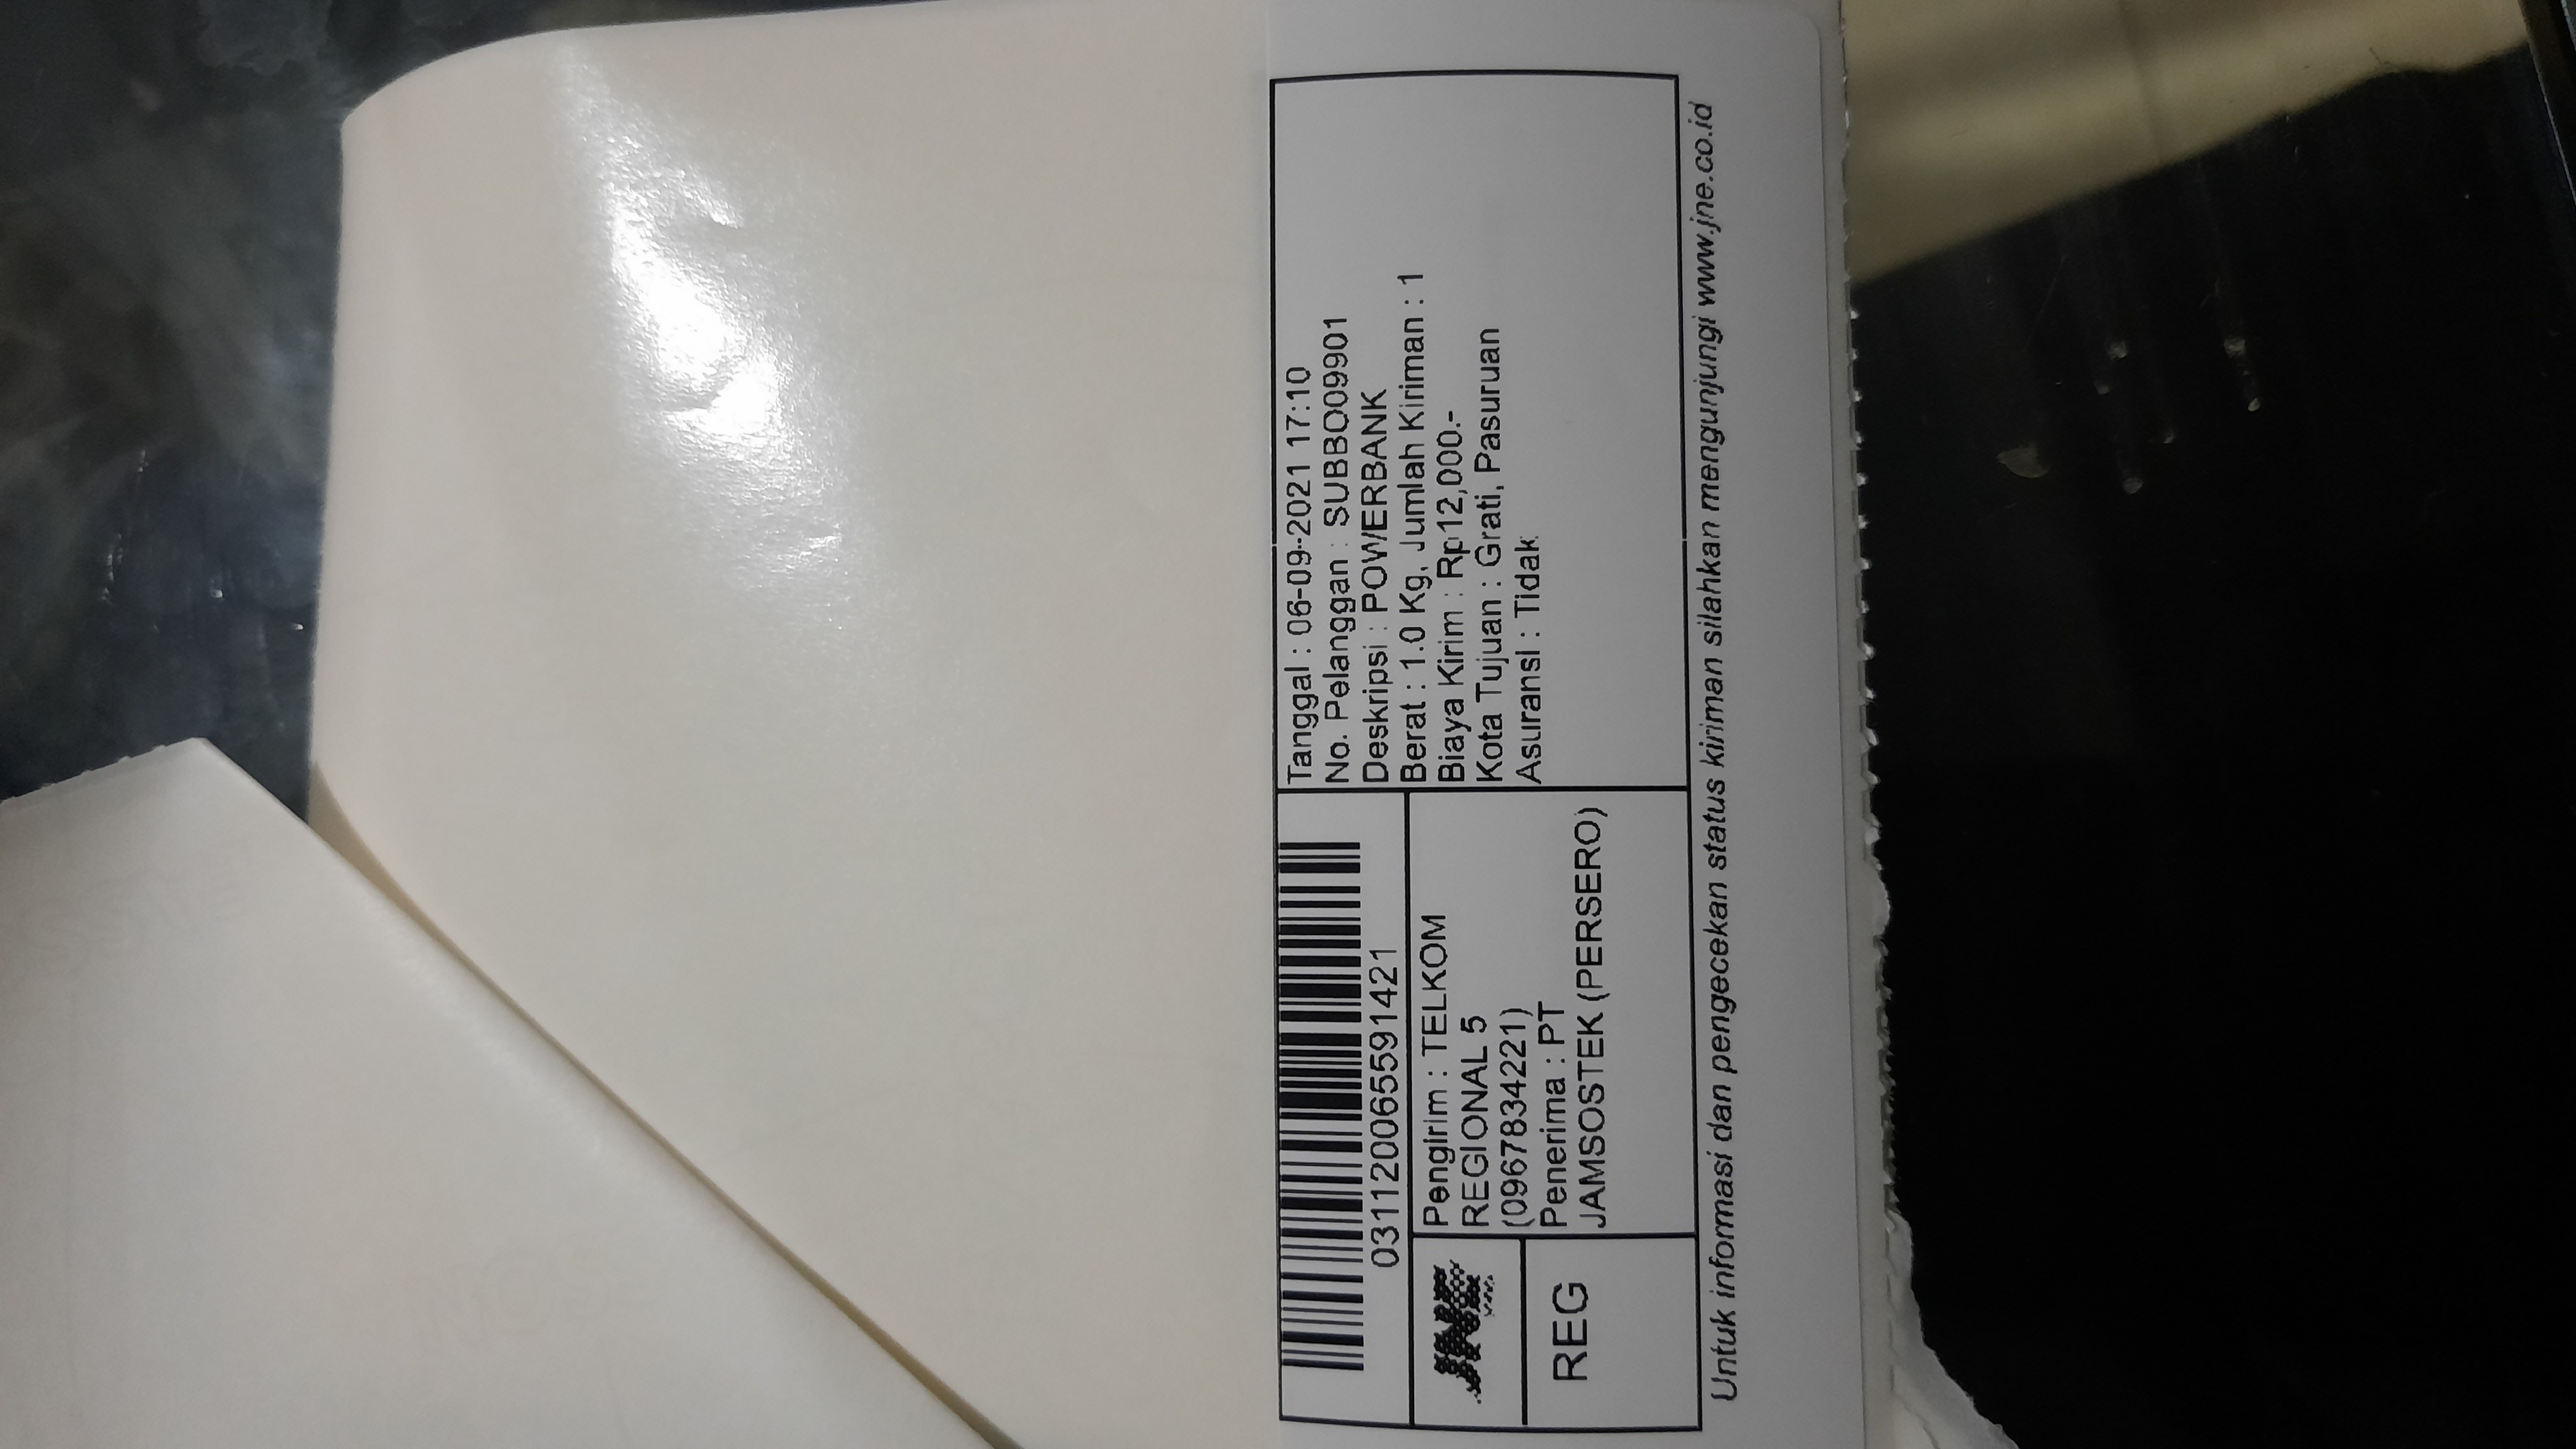 031120065591421
JNE
REG
Pengirim : TELKOM
REGIONAL 5
(0967834221)
Penerima : PT
JAMSOSTEK (PERSERO)
Tanggal : 06-09-2021 17:10
No. Pelanggan : SUBBO09901
Deskripsi : POWERBANK
Berat : 1.0 Kg, Jumlah Kiriman : 1
Biaya Kirim : Rp12,000.-
Kota Tujuan : Grati, Pasuruan
Asuransi : Tidak
Untuk informasi dan pengecekan status kiriman silahkan mengunjungi www.jne.co.id